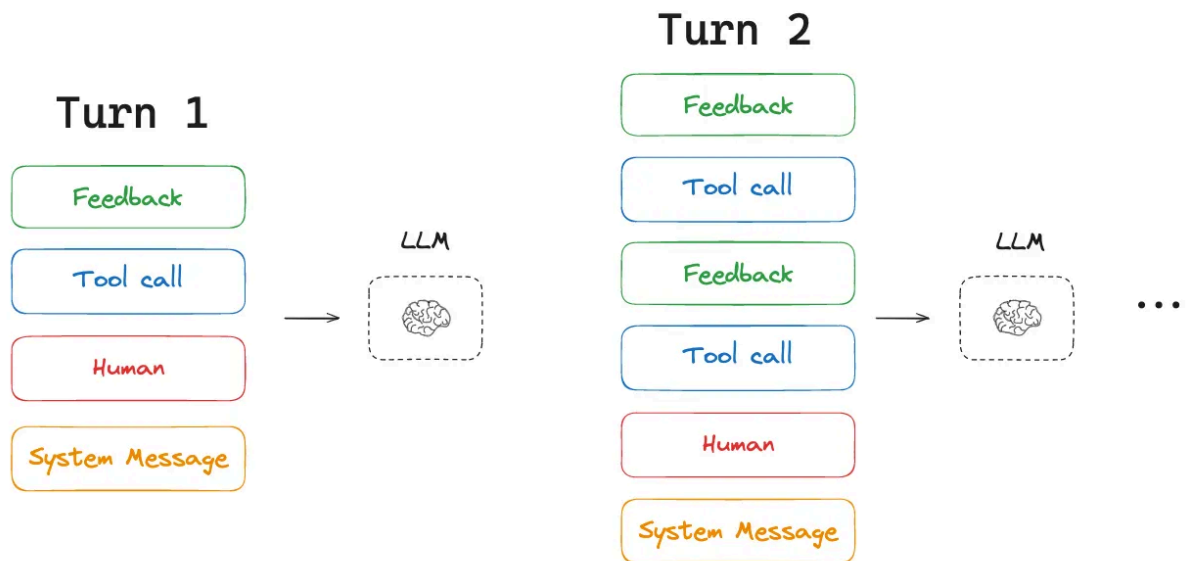 Turn 1
Feedback
Tool call
Human
System Message
LLM
Turn 2
Feedback
Tool call
Feedback
Tool call
Human
System Message
LLM
...